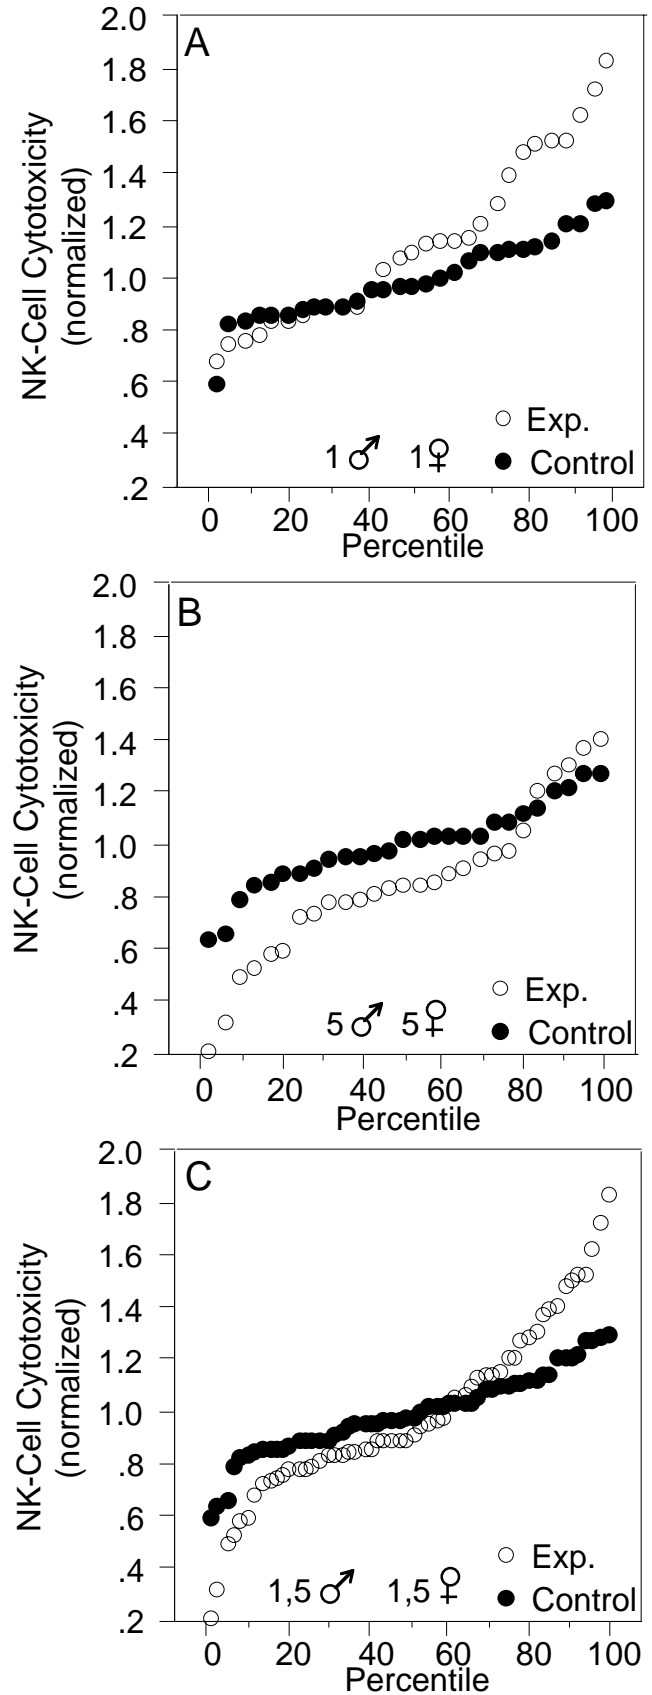 A
2.0
1.8
1.6
1.4
1.2
1.0
.8
.6
.4
.2
NK-Cell Cytotoxicity
(normalized)
Exp.
1♂ 1♀
Control
0 20 40 60 80 100
Percentile
B
2.0
1.8
1.6
1.4
1.2
1.0
.8
.6
.4
.2
NK-Cell Cytotoxicity
(normalized)
Exp.
5♂ 5♀
Control
0 20 40 60 80 100
Percentile
C
2.0
1.8
1.6
1.4
1.2
1.0
.8
.6
.4
.2
NK-Cell Cytotoxicity
(normalized)
Exp.
1,5♂ 1,5♀
Control
0 20 40 60 80 100
Percentile